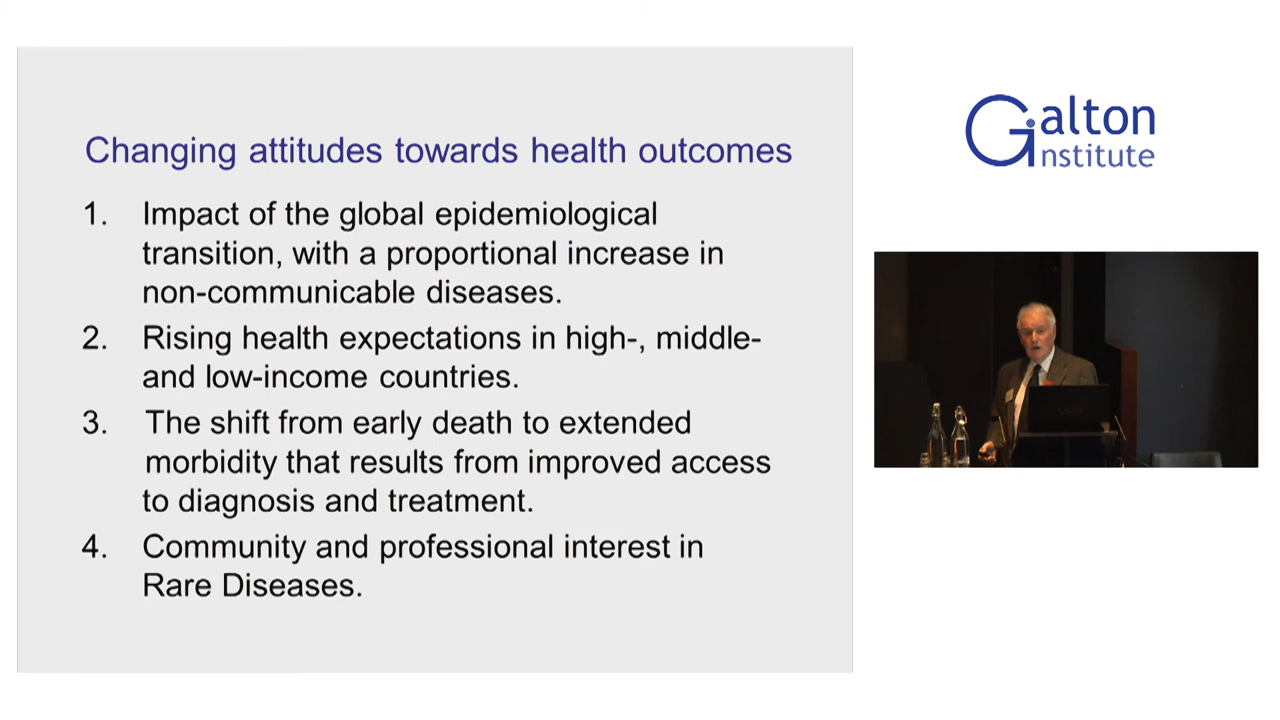 Changing attitudes towards health outcomes
1. Impact of the global epidemiological
transition, with a proportional increase in
non-communicable diseases.
2. Rising health expectations in high-, middle-
and low-income countries.
3. The shift from early death to extended
morbidity that results from improved access
to diagnosis and treatment.
4. Community and professional interest in
Rare Diseases.
Galton
institute